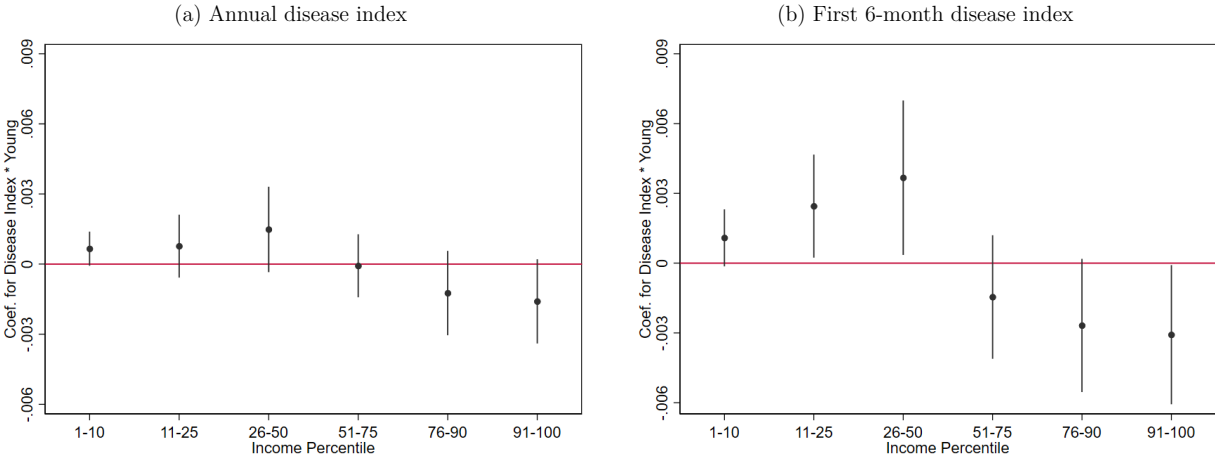 (a) Annual disease index
Coef. for Disease Index * Young
.009
.006
.003
0
-.003
-.006
1-10 11-25 26-50 51-75 76-90 91-100
Income Percentile
(b) First 6-month disease index
Coef. for Disease Index * Young
.009
.006
.003
0
-.003
-.006
1-10 11-25 26-50 51-75 76-90 91-100
Income Percentile